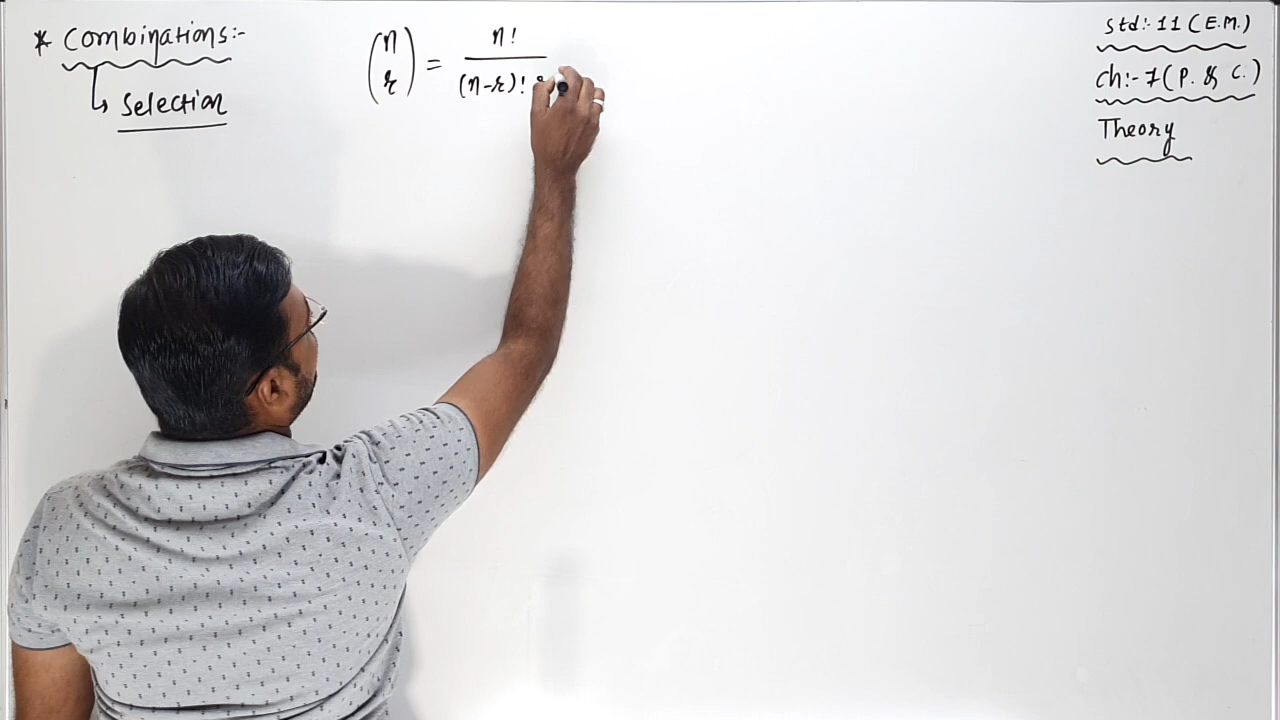 * Combinations:-
↳ Selection
(n r) = n! / (n-r)!
Std:- 11 (E.M.)
Ch:- 7 (P. & C.)
Theory